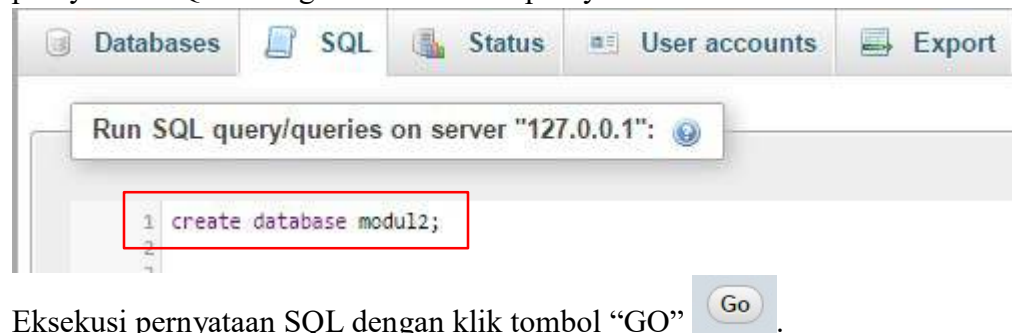 Databases SQL Status User accounts Export
Run SQL query/queries on server "127.0.0.1":
1 create database modul2;
2
Eksekusi pernyataan SQL dengan klik tombol “GO” Go .